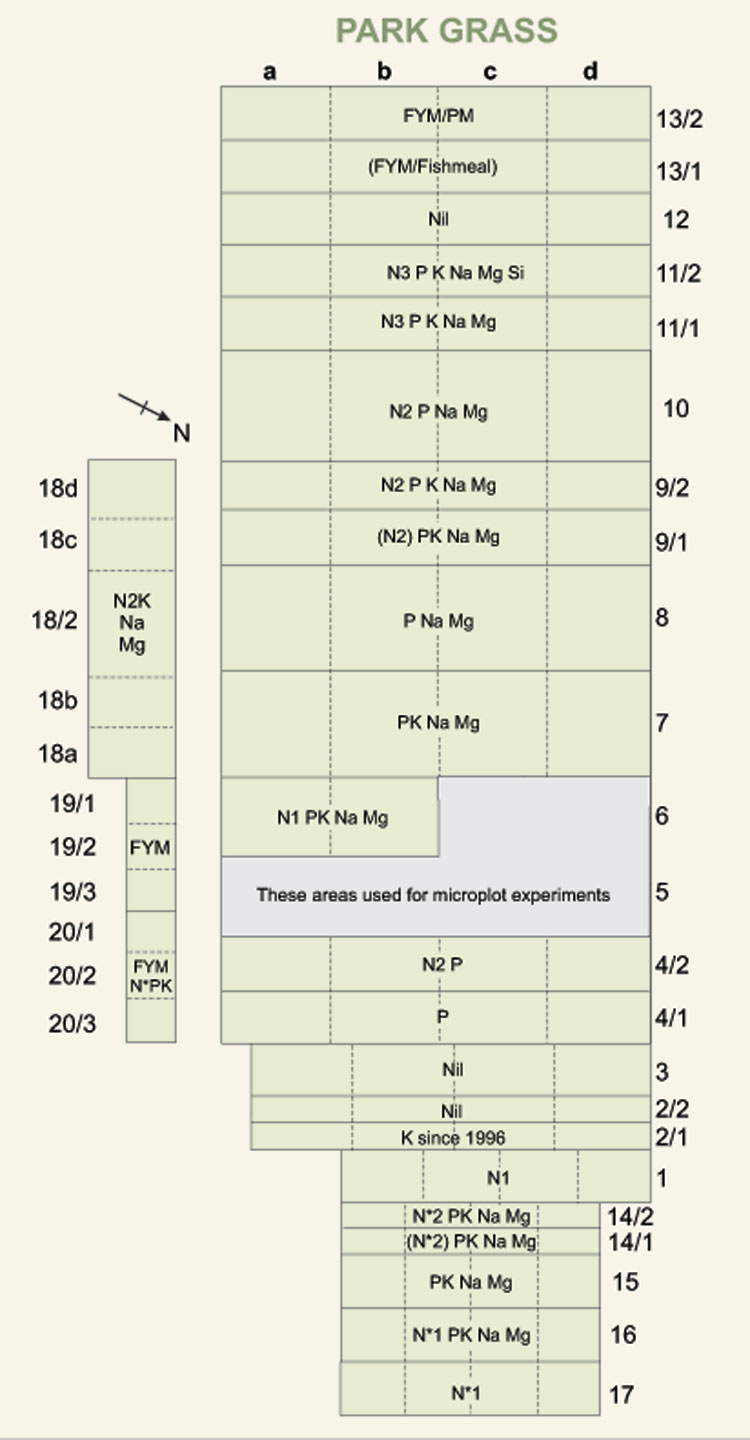 PARK GRASS
a b c d
FYM/PM 13/2
(FYM/Fishmeal) 13/1
Nil 12
N3 P K Na Mg Si 11/2
N3 P K Na Mg 11/1
N2 P Na Mg 10
N2 P K Na Mg 9/2
(N2) PK Na Mg 9/1
P Na Mg 8
PK Na Mg 7
N1 PK Na Mg 6
These areas used for microplot experiments 5
N2 P 4/2
P 4/1
Nil 3
Nil 2/2
K since 1996 2/1
N1 1
N*2 PK Na Mg 14/2
(N*2) PK Na Mg 14/1
PK Na Mg 15
N*1 PK Na Mg 16
N*1 17
N
18d
18c
18/2 N2K
Na
Mg
18b
18a
19/1
19/2 FYM
19/3
20/1
20/2 FYM
N*PK
20/3